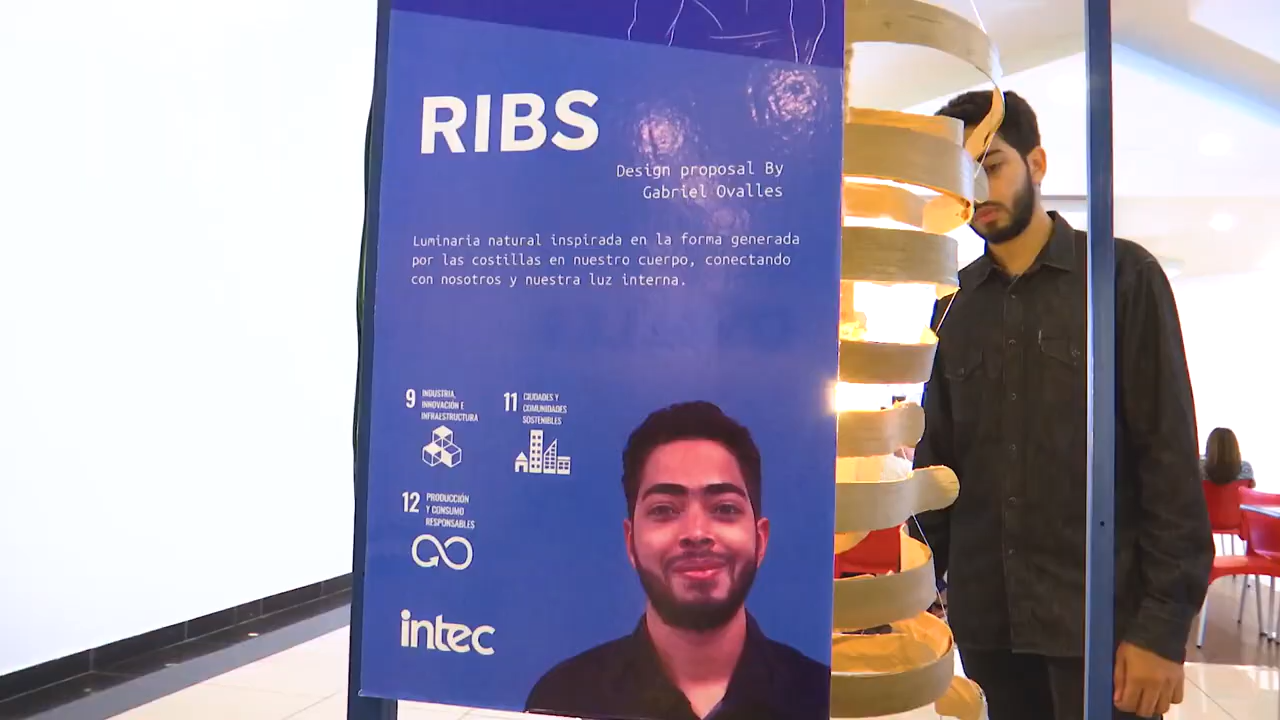 RIBS
Design proposal By
Gabriel Ovalles
Luminaria natural inspirada en la forma generada
por las costillas en nuestro cuerpo, conectando
con nosotros y nuestra luz interna.
9 INDUSTRIA,
INNOVACIÓN E
INFRAESTRUCTURA
11 CIUDADES Y
COMUNIDADES
SOSTENIBLES
12 PRODUCCIÓN
Y CONSUMO
RESPONSABLES
intec